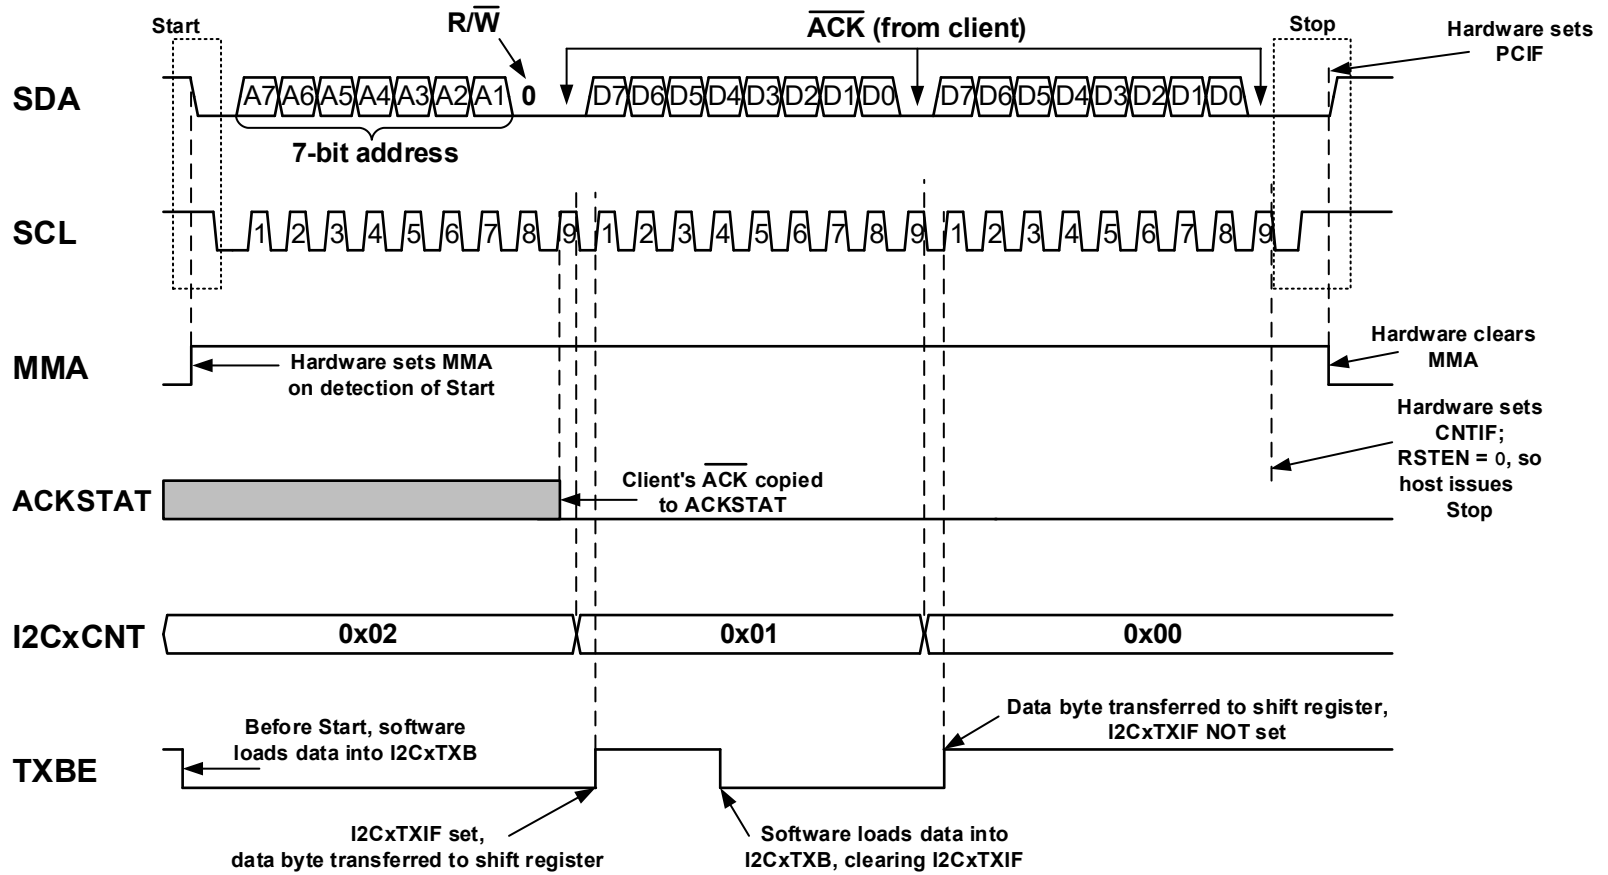 Start
R/W
ACK (from client)
Stop
Hardware sets
PCIF
SDA
A7 A6 A5 A4 A3 A2 A1 0 D7 D6 D5 D4 D3 D2 D1 D0 D7 D6 D5 D4 D3 D2 D1 D0
7-bit address
SCL
1 2 3 4 5 6 7 8 9 1 2 3 4 5 6 7 8 9 1 2 3 4 5 6 7 8 9
MMA
Hardware sets MMA
on detection of Start
Hardware clears
MMA
Hardware sets
CNTIF;
RSTEN = 0, so
host issues
Stop
ACKSTAT
Client's ACK copied
to ACKSTAT
I2CxCNT
0x02 0x01 0x00
TXBE
Before Start, software
loads data into I2CxTXB
Data byte transferred to shift register,
I2CxTXIF NOT set
I2CxTXIF set,
data byte transferred to shift register
Software loads data into
I2CxTXB, clearing I2CxTXIF